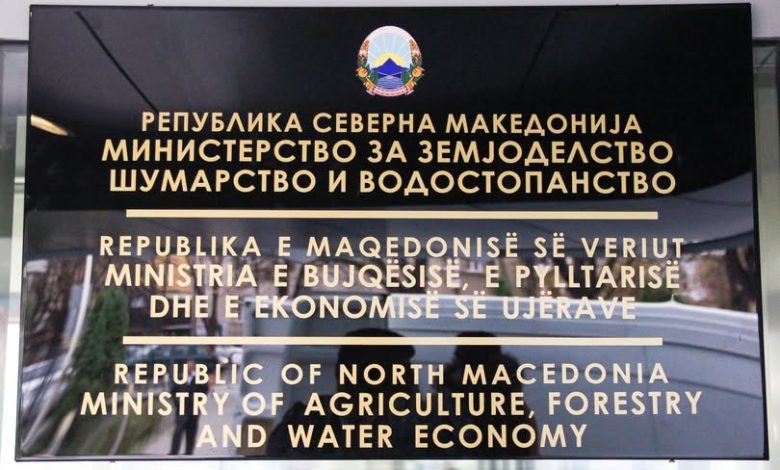 РЕПУБЛИКА СЕВЕРНА МАКЕДОНИЈА
МИНИСТЕРСТВО ЗА ЗЕМЈОДЕЛСТВО
ШУМАРСТВО И ВОДОСТОПАНСТВО
REPUBLIKA E MAQEDONISË SË VERIUT
MINISTRIA E BUJQËSISË, E PYLLTARISË
DHE E EKONOMISË SË UJËRAVE
REPUBLIC OF NORTH MACEDONIA
MINISTRY OF AGRICULTURE, FORESTRY
AND WATER ECONOMY